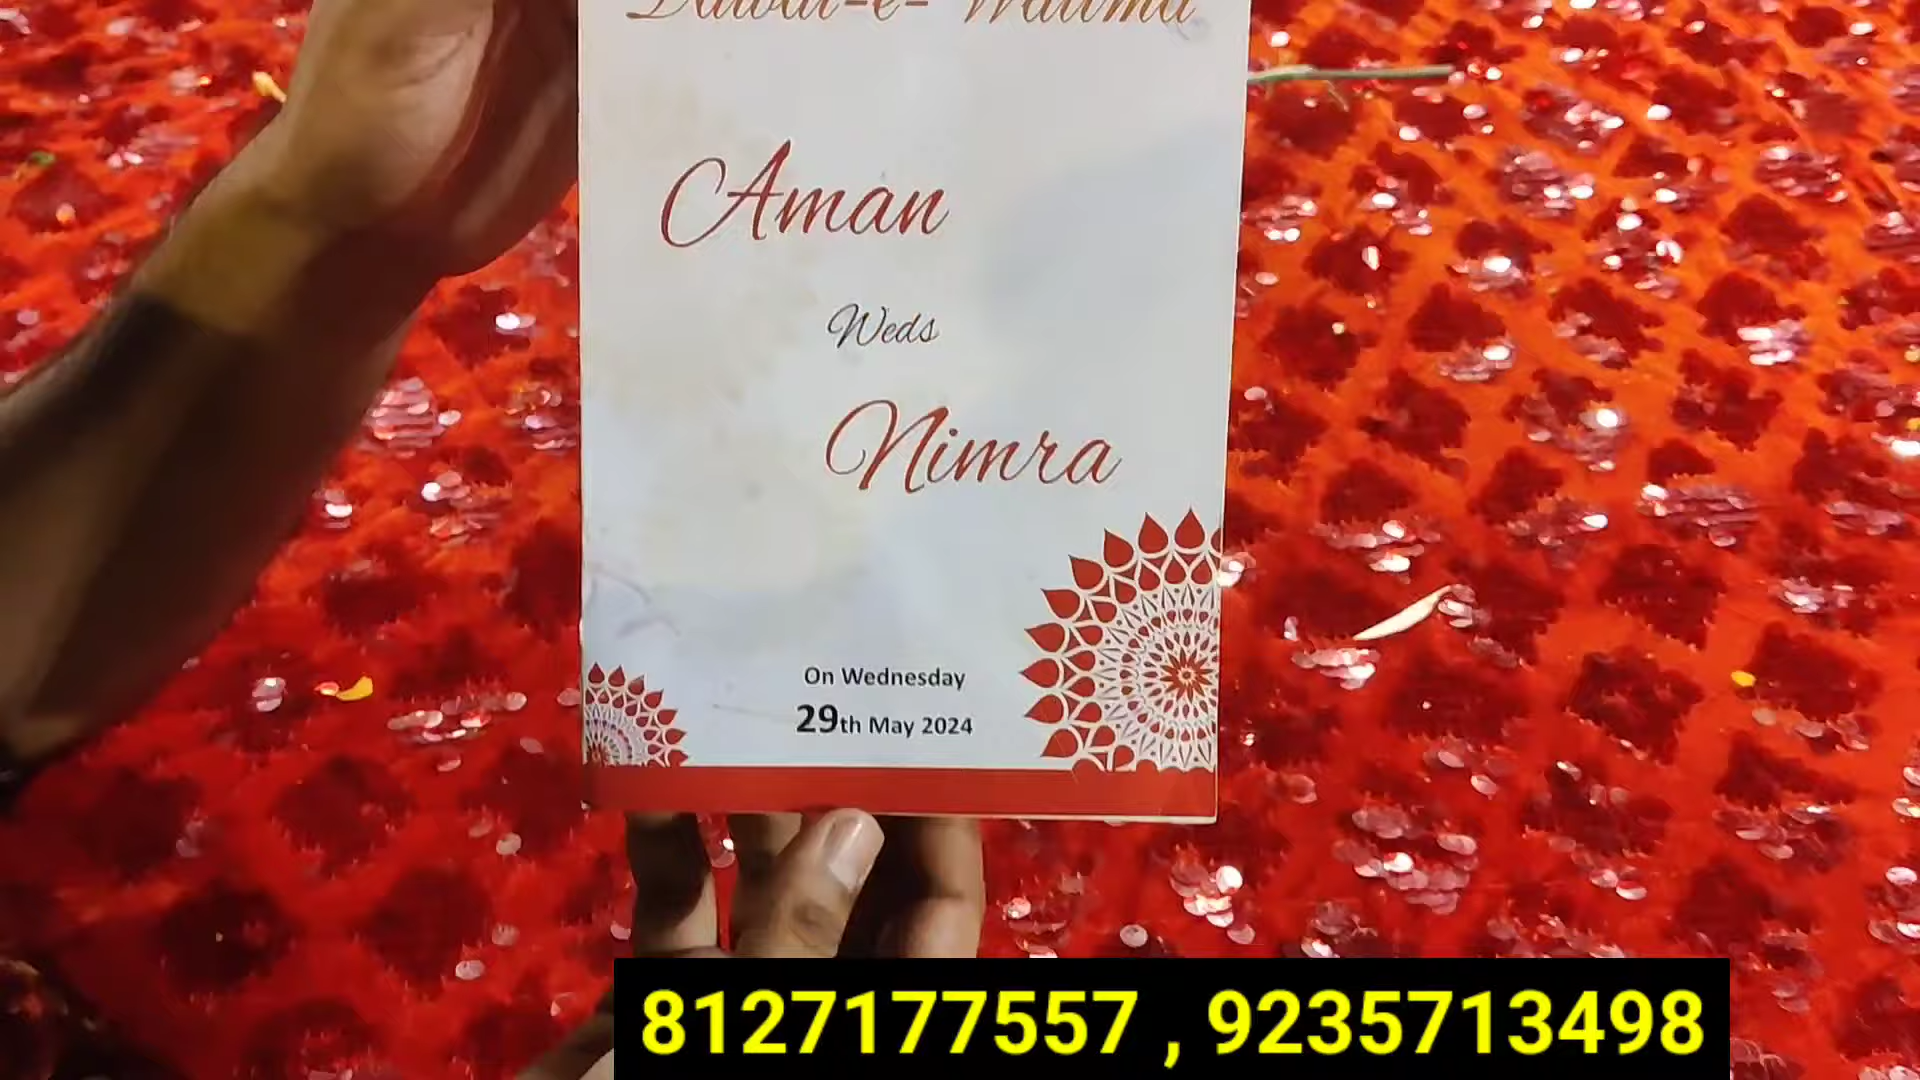 Aman
Weds
Nimra
On Wednesday
29th May 2024
8127177557 , 9235713498